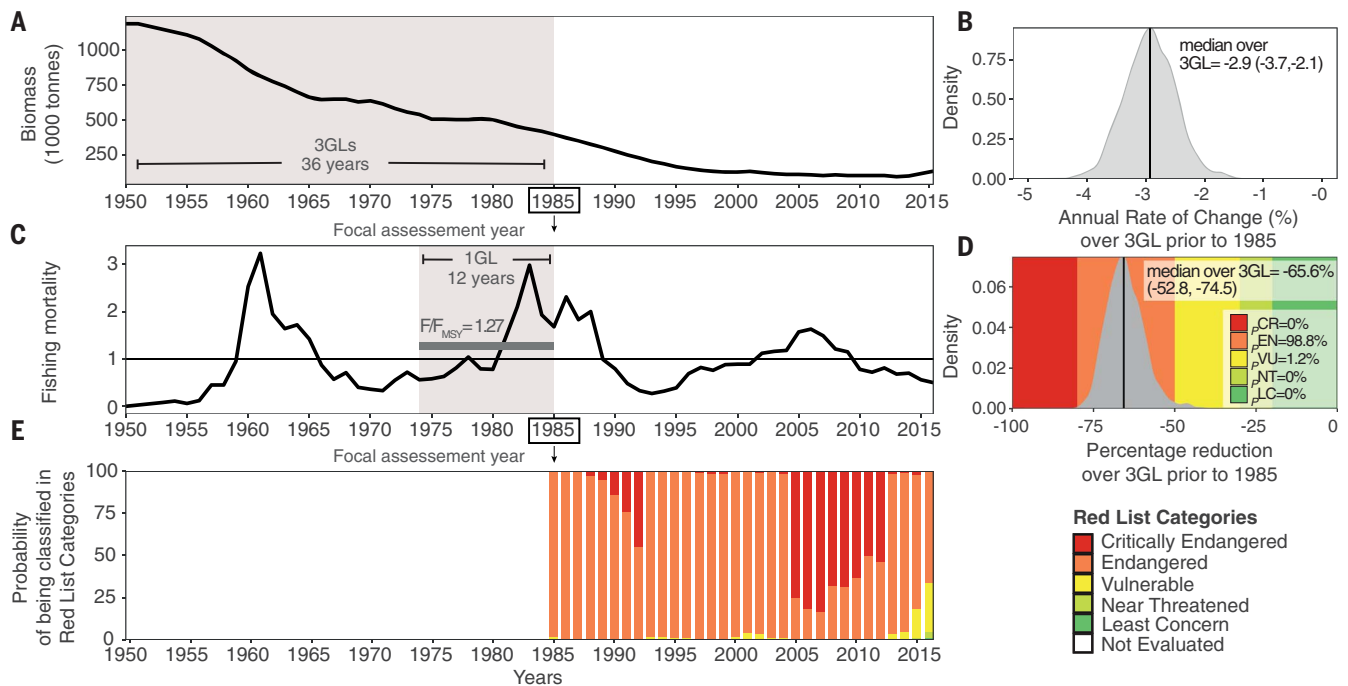 A
Biomass
(1000 tonnes)
1000
750
500
250
3GLs
36 years
1950 1955 1960 1965 1970 1975 1980 1985 1990 1995 2000 2005 2010 2015
Focal assessement year
B
Density
0.75
0.50
0.25
0.00
median over
3GL= -2.9 (-3.7,-2.1)
-5 -4 -3 -2 -1 -0
Annual Rate of Change (%)
over 3GL prior to 1985
C
Fishing mortality
3
2
1
0
1GL
12 years
F/FMSY= 1.27
1950 1955 1960 1965 1970 1975 1980 1985 1990 1995 2000 2005 2010 2015
Focal assessement year
D
Density
0.06
0.04
0.02
0.00
median over 3GL= -65.6%
(-52.8, -74.5)
PCR=0%
PEN=98.8%
PVU=1.2%
PNT=0%
PLC=0%
-100 -75 -50 -25 0
Percentage reduction
over 3GL prior to 1985
E
Probability
of being classified in
Red List Categories
100
75
50
25
0
1950 1955 1960 1965 1970 1975 1980 1985 1990 1995 2000 2005 2010 2015
Years
Red List Categories
Critically Endangered
Endangered
Vulnerable
Near Threatened
Least Concern
Not Evaluated